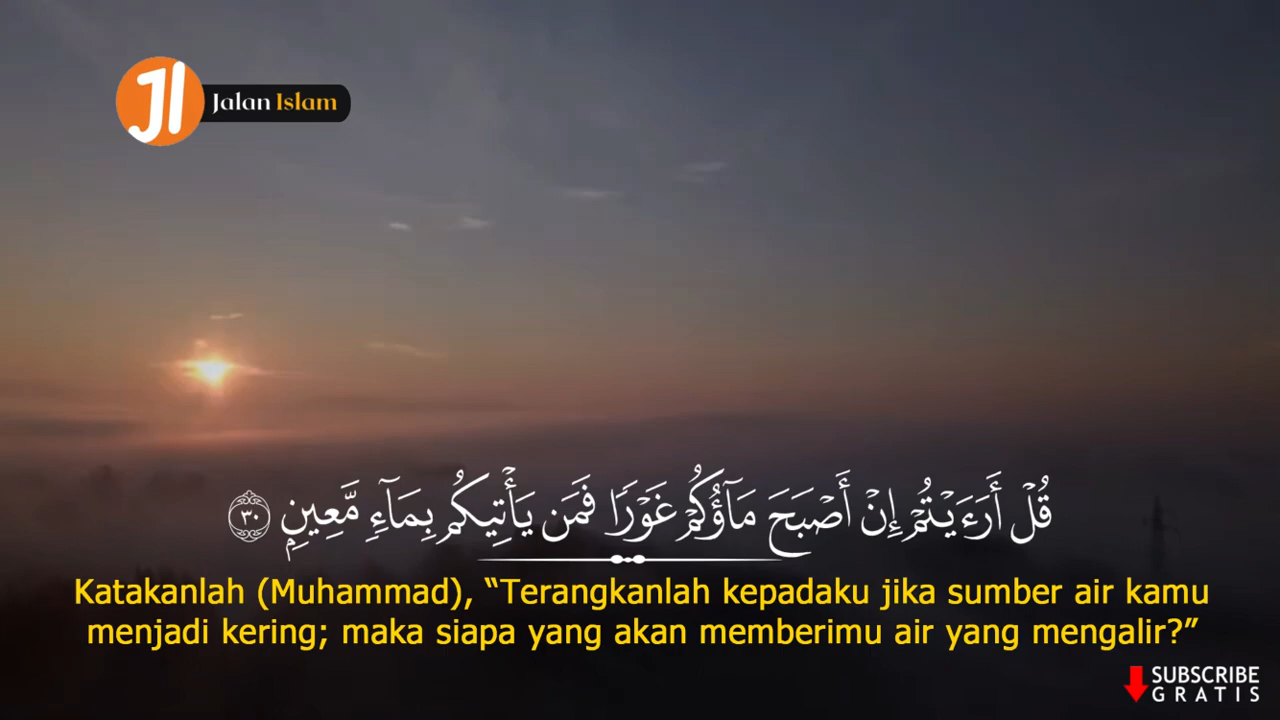 JI Jalan Islam
قُلْ أَرَءَيْتُمْ إِنْ أَصْبَحَ مَآؤُكُمْ غَوْرًا فَمَن يَأْتِيكُم بِمَآءٍ مَّعِينٍۭ ٣٠
Katakanlah (Muhammad), “Terangkanlah kepadaku jika sumber air kamu
menjadi kering; maka siapa yang akan memberimu air yang mengalir?”
SUBSCRIBE
GRATIS